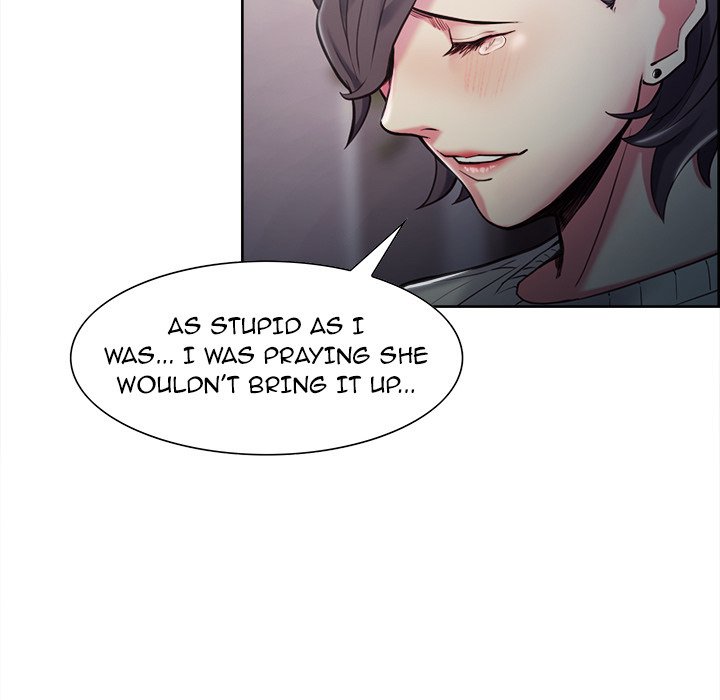 AS STUPID AS I
WAS... I WAS PRAYING SHE
WOULDN'T BRING IT UP...